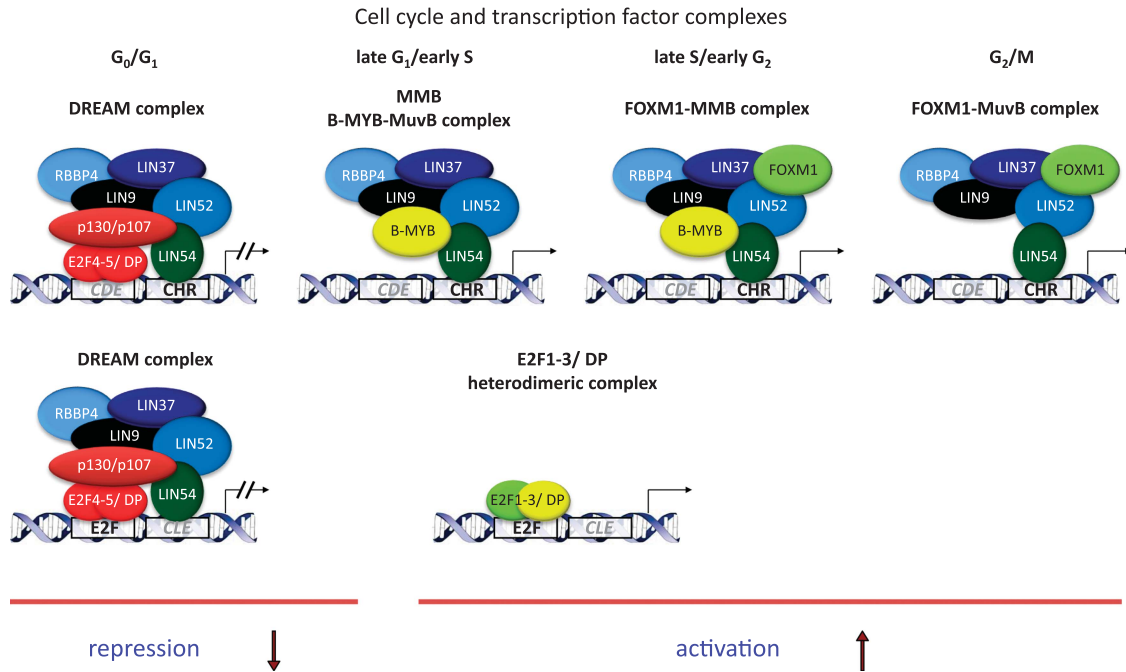 Cell cycle and transcription factor complexes
G0/G1
late G1/early S
late S/early G2
G2/M
DREAM complex
MMB
B-MYB-MuvB complex
FOXM1-MMB complex
FOXM1-MuvB complex
RBBP4
LIN37
LIN9
LIN52
p130/p107
E2F4-5/ DP
LIN54
CDE
CHR
RBBP4
LIN37
LIN9
LIN52
B-MYB
LIN54
CDE
CHR
RBBP4
LIN37
FOXM1
LIN9
LIN52
B-MYB
LIN54
CDE
CHR
RBBP4
LIN37
FOXM1
LIN9
LIN52
LIN54
CDE
CHR
DREAM complex
E2F1-3/ DP
heterodimeric complex
RBBP4
LIN37
LIN9
LIN52
p130/p107
E2F4-5/ DP
LIN54
E2F
CLE
E2F1-3/ DP
E2F
CLE
repression
activation